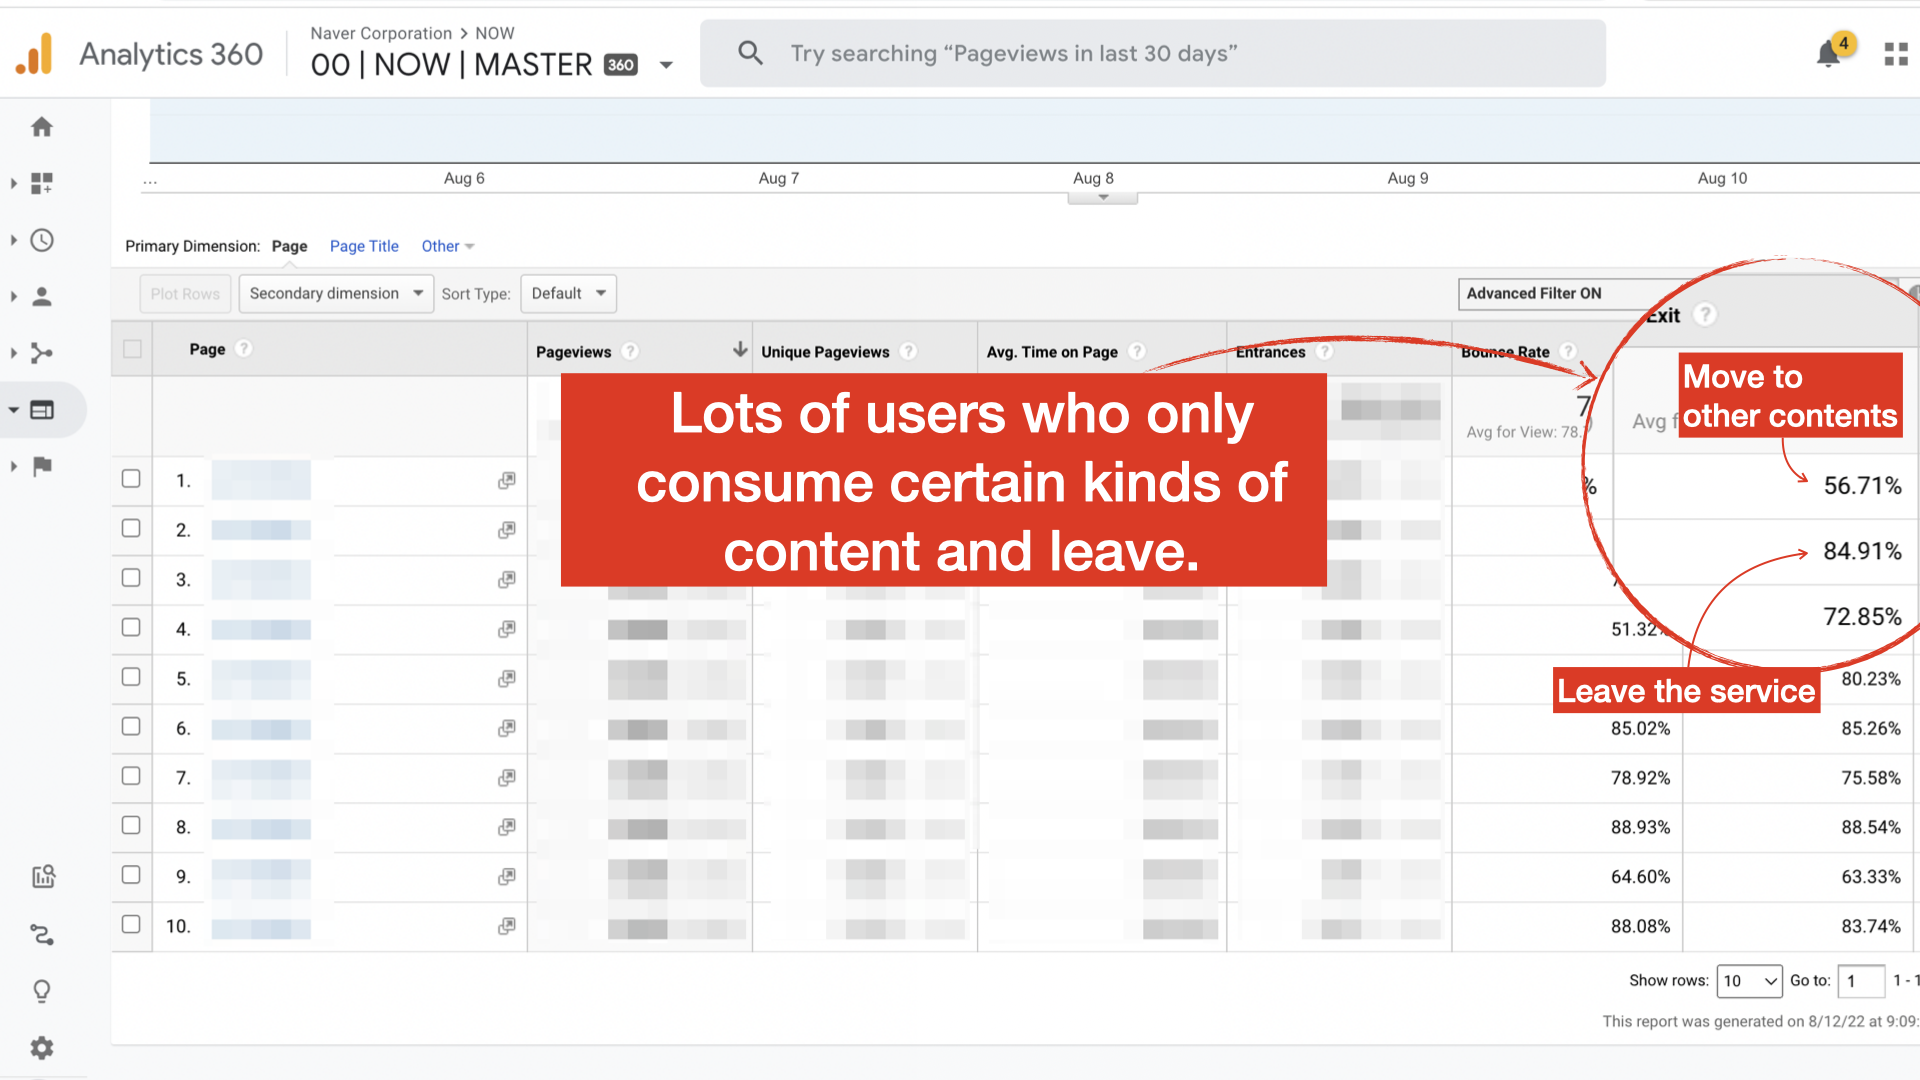 Analytics 360
Naver Corporation > NOW
00 | NOW | MASTER 360
Try searching “Pageviews in last 30 days”
4
...
Aug 6
Aug 7
Aug 8
Aug 9
Aug 10
Primary Dimension: Page Page Title Other
Plot Rows
Secondary dimension
Sort Type:
Default
Advanced Filter ON
Page ?
Pageviews ?
Unique Pageviews ?
Avg. Time on Page ?
Entrances ?
Bounce Rate ?
Exit ?
Lots of users who only
consume certain kinds of
content and leave.
Move to
other contents
7
Avg for View: 78.
Avg f
1.
%
56.71%
2.
84.91%
3.
72.85%
4.
51.32%
5.
80.23%
Leave the service
6.
85.02%
85.26%
7.
78.92%
75.58%
8.
88.93%
88.54%
9.
64.60%
63.33%
10.
88.08%
83.74%
Show rows: 10 Go to: 1 1 - 1
This report was generated on 8/12/22 at 9:09: